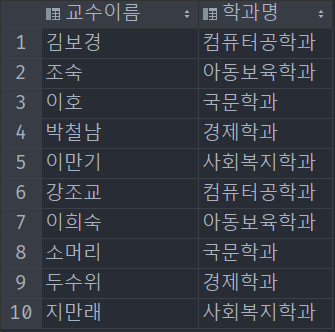 교수이름 학과명
1 김보경 컴퓨터공학과
2 조숙 아동보육학과
3 이호 국문학과
4 박철남 경제학과
5 이만기 사회복지학과
6 강조교 컴퓨터공학과
7 이희숙 아동보육학과
8 소머리 국문학과
9 두수위 경제학과
10 지만래 사회복지학과